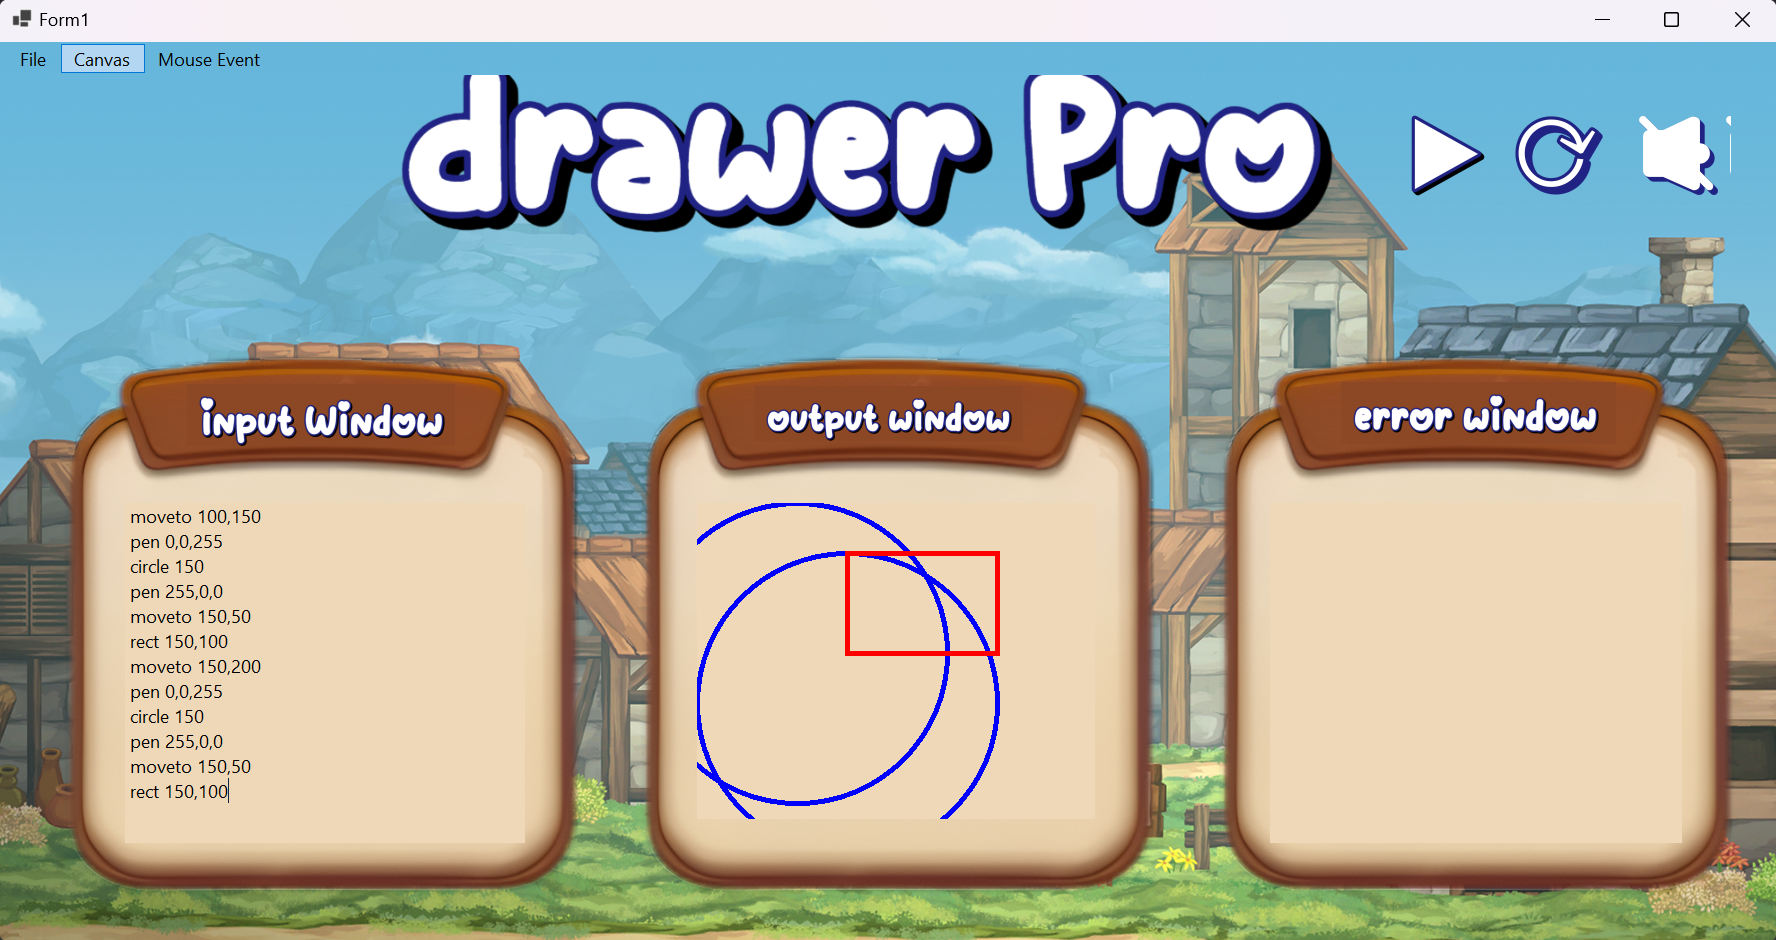 Form1
File Canvas Mouse Event
drawer Pro
input Window
moveto 100,150
pen 0,0,255
circle 150
pen 255,0,0
moveto 150,50
rect 150,100
moveto 150,200
pen 0,0,255
circle 150
pen 255,0,0
moveto 150,50
rect 150,100
output window
error window